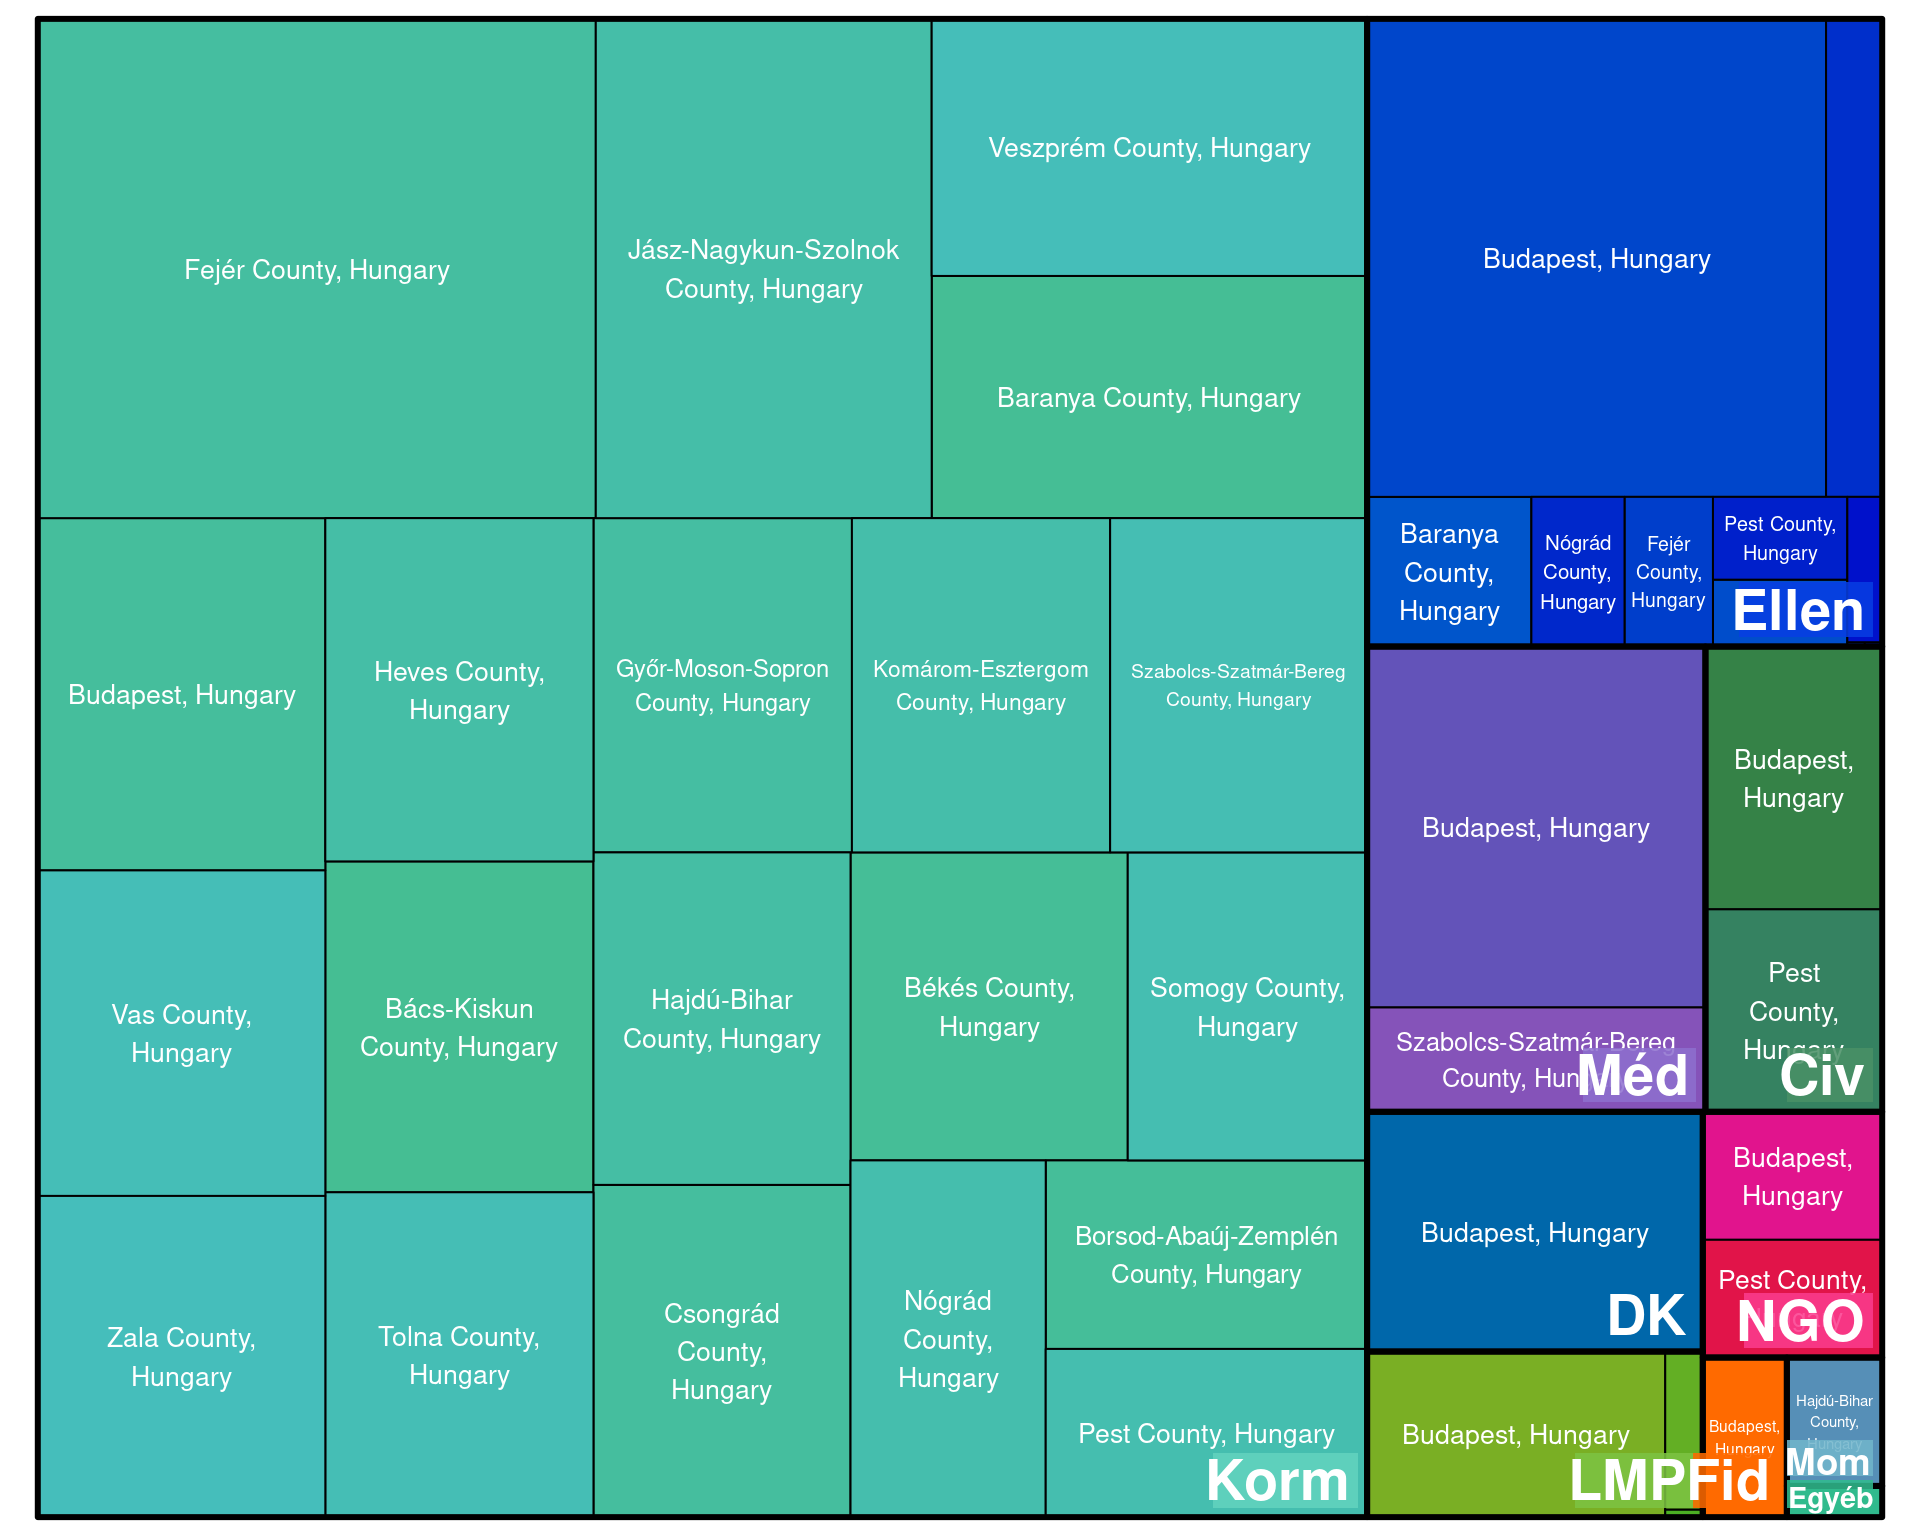 Fejér County, Hungary
Jász-Nagykun-Szolnok
County, Hungary
Veszprém County, Hungary
Baranya County, Hungary
Budapest, Hungary
Heves County,
Hungary
Győr-Moson-Sopron
County, Hungary
Komárom-Esztergom
County, Hungary
Szabolcs-Szatmár-Bereg
County, Hungary
Vas County,
Hungary
Bács-Kiskun
County, Hungary
Hajdú-Bihar
County, Hungary
Békés County,
Hungary
Somogy County,
Hungary
Zala County,
Hungary
Tolna County,
Hungary
Csongrád
County,
Hungary
Nógrád
County,
Hungary
Borsod-Abaúj-Zemplén
County, Hungary
Pest County, Hungary
Korm
Budapest, Hungary
Baranya
County,
Hungary
Nógrád
County,
Hungary
Fejér
County,
Hungary
Pest County,
Hungary
Ellen
Budapest, Hungary
Szabolcs-Szatmár-Bereg
County, Hungary
Méd
Budapest,
Hungary
Pest
County,
Hungary
Civ
Budapest, Hungary
DK
Budapest,
Hungary
Pest County,
Hungary
NGO
Budapest, Hungary
LMP
Budapest,
Hungary
Fid
Hajdú-Bihar
County,
Hungary
Mom
Egyéb